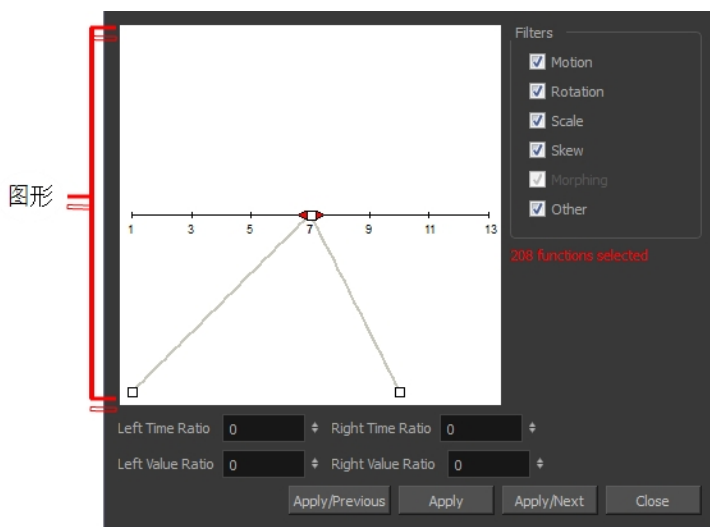 Filters
Motion
Rotation
Scale
Skew
Morphing
Other
208 functions selected
图形
1 3 5 7 9 11 13
Left Time Ratio 0 Right Time Ratio 0
Left Value Ratio 0 Right Value Ratio 0
Apply/Previous Apply Apply/Next Close